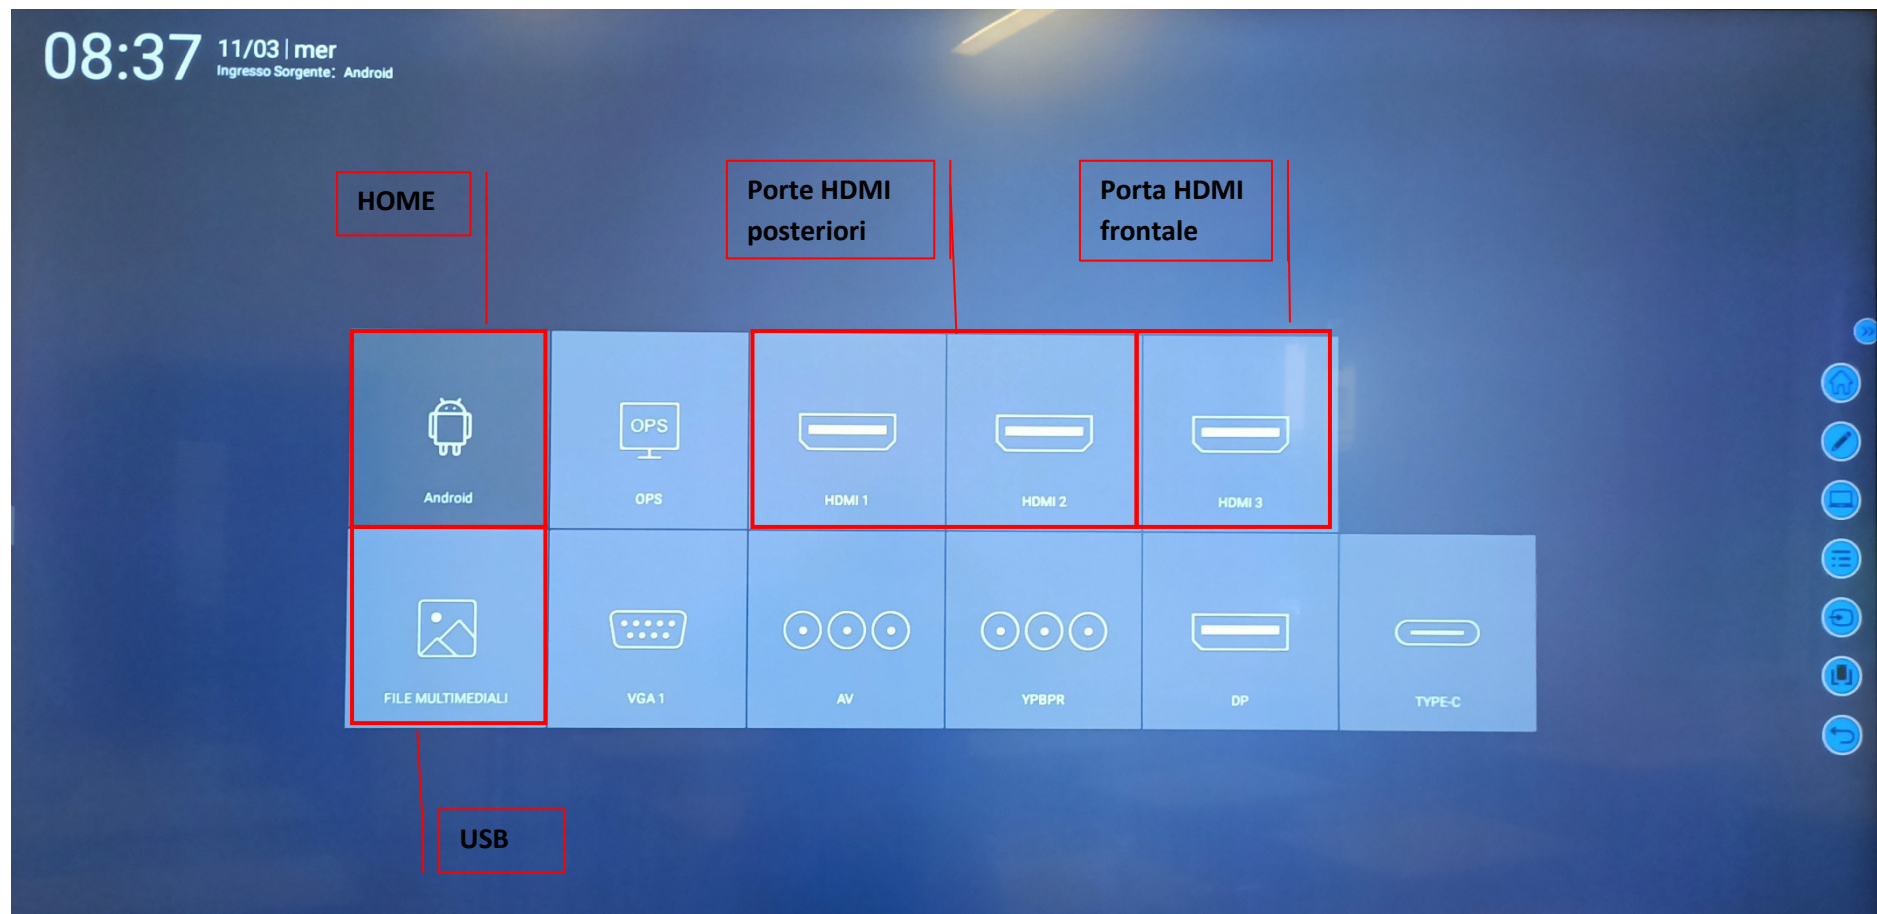 08:37
11/03 | mer
Ingresso Sorgente: Android
HOME
Porte HDMI
posteriori
Porta HDMI
frontale
Android
OPS
OPS
HDMI 1
HDMI 2
HDMI 3
FILE MULTIMEDIALI
VGA 1
AV
YPBPR
DP
TYPE-C
USB